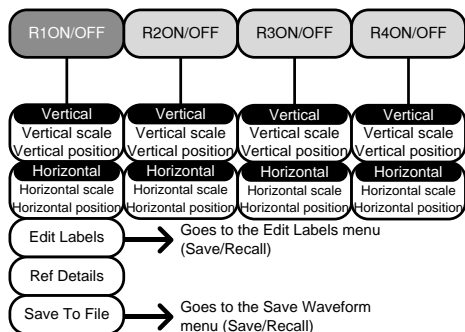 R1ON/OFF R2ON/OFF R3ON/OFF R4ON/OFF
Vertical Vertical Vertical Vertical
Vertical scale Vertical scale Vertical scale Vertical scale
Vertical position Vertical position Vertical position Vertical position
Horizontal Horizontal Horizontal Horizontal
Horizontal scale Horizontal scale Horizontal scale Horizontal scale
Horizontal position Horizontal position Horizontal position Horizontal position
Edit Labels Goes to the Edit Labels menu
(Save/Recall)
Ref Details
Save To File Goes to the Save Waveform
menu (Save/Recall)